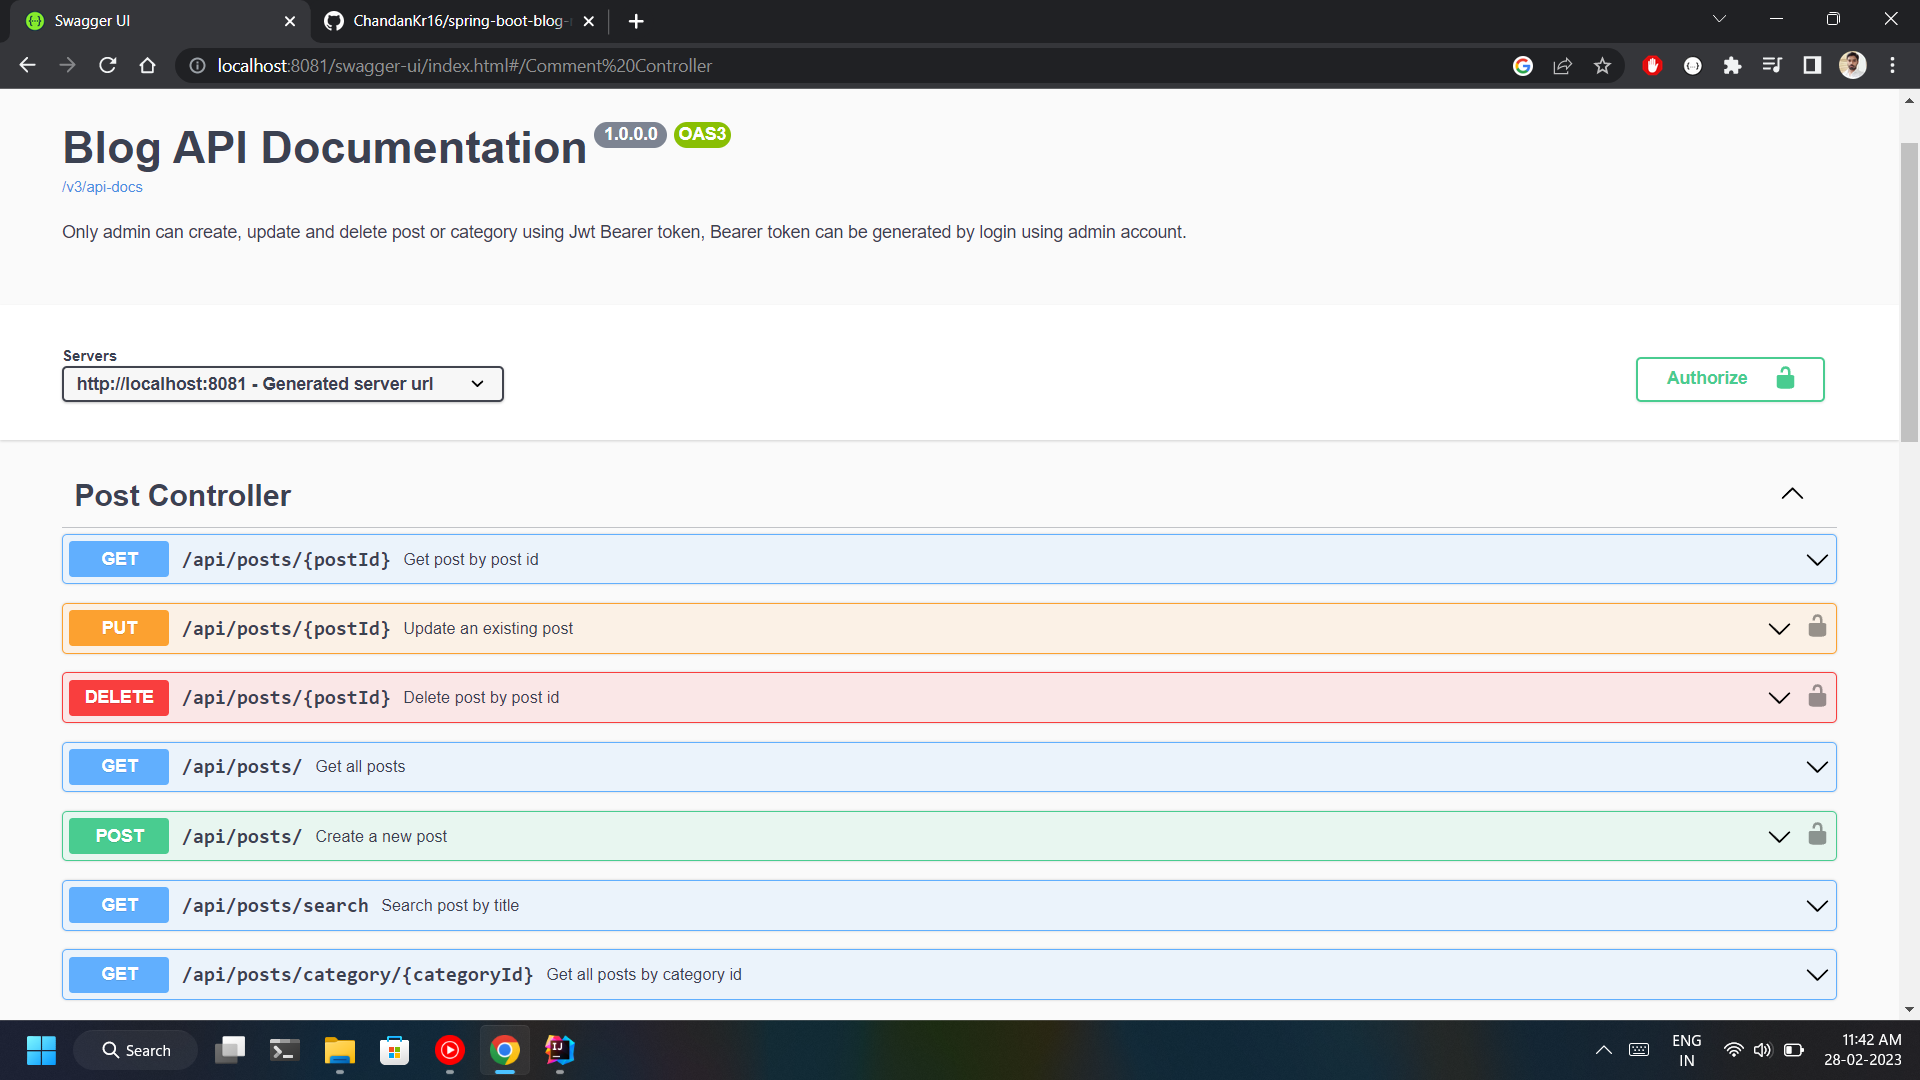 Swagger UI
ChandanKr16/spring-boot-blog-
localhost:8081/swagger-ui/index.html#/Comment%20Controller
Blog API Documentation 1.0.0.0 OAS3
/v3/api-docs
Only admin can create, update and delete post or category using Jwt Bearer token, Bearer token can be generated by login using admin account.
Servers
http://localhost:8081 - Generated server url
Authorize
Post Controller
GET /api/posts/{postId} Get post by post id
PUT /api/posts/{postId} Update an existing post
DELETE /api/posts/{postId} Delete post by post id
GET /api/posts/ Get all posts
POST /api/posts/ Create a new post
GET /api/posts/search Search post by title
GET /api/posts/category/{categoryId} Get all posts by category id
Search
IJ
ENG
IN
11:42 AM
28-02-2023